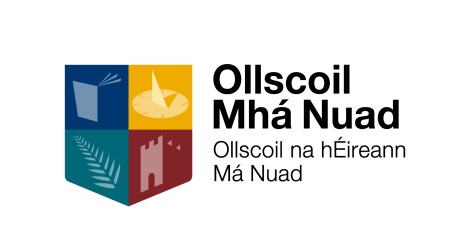 Ollscoil
Mhá Nuad
Ollscoil na hÉireann
Má Nuad